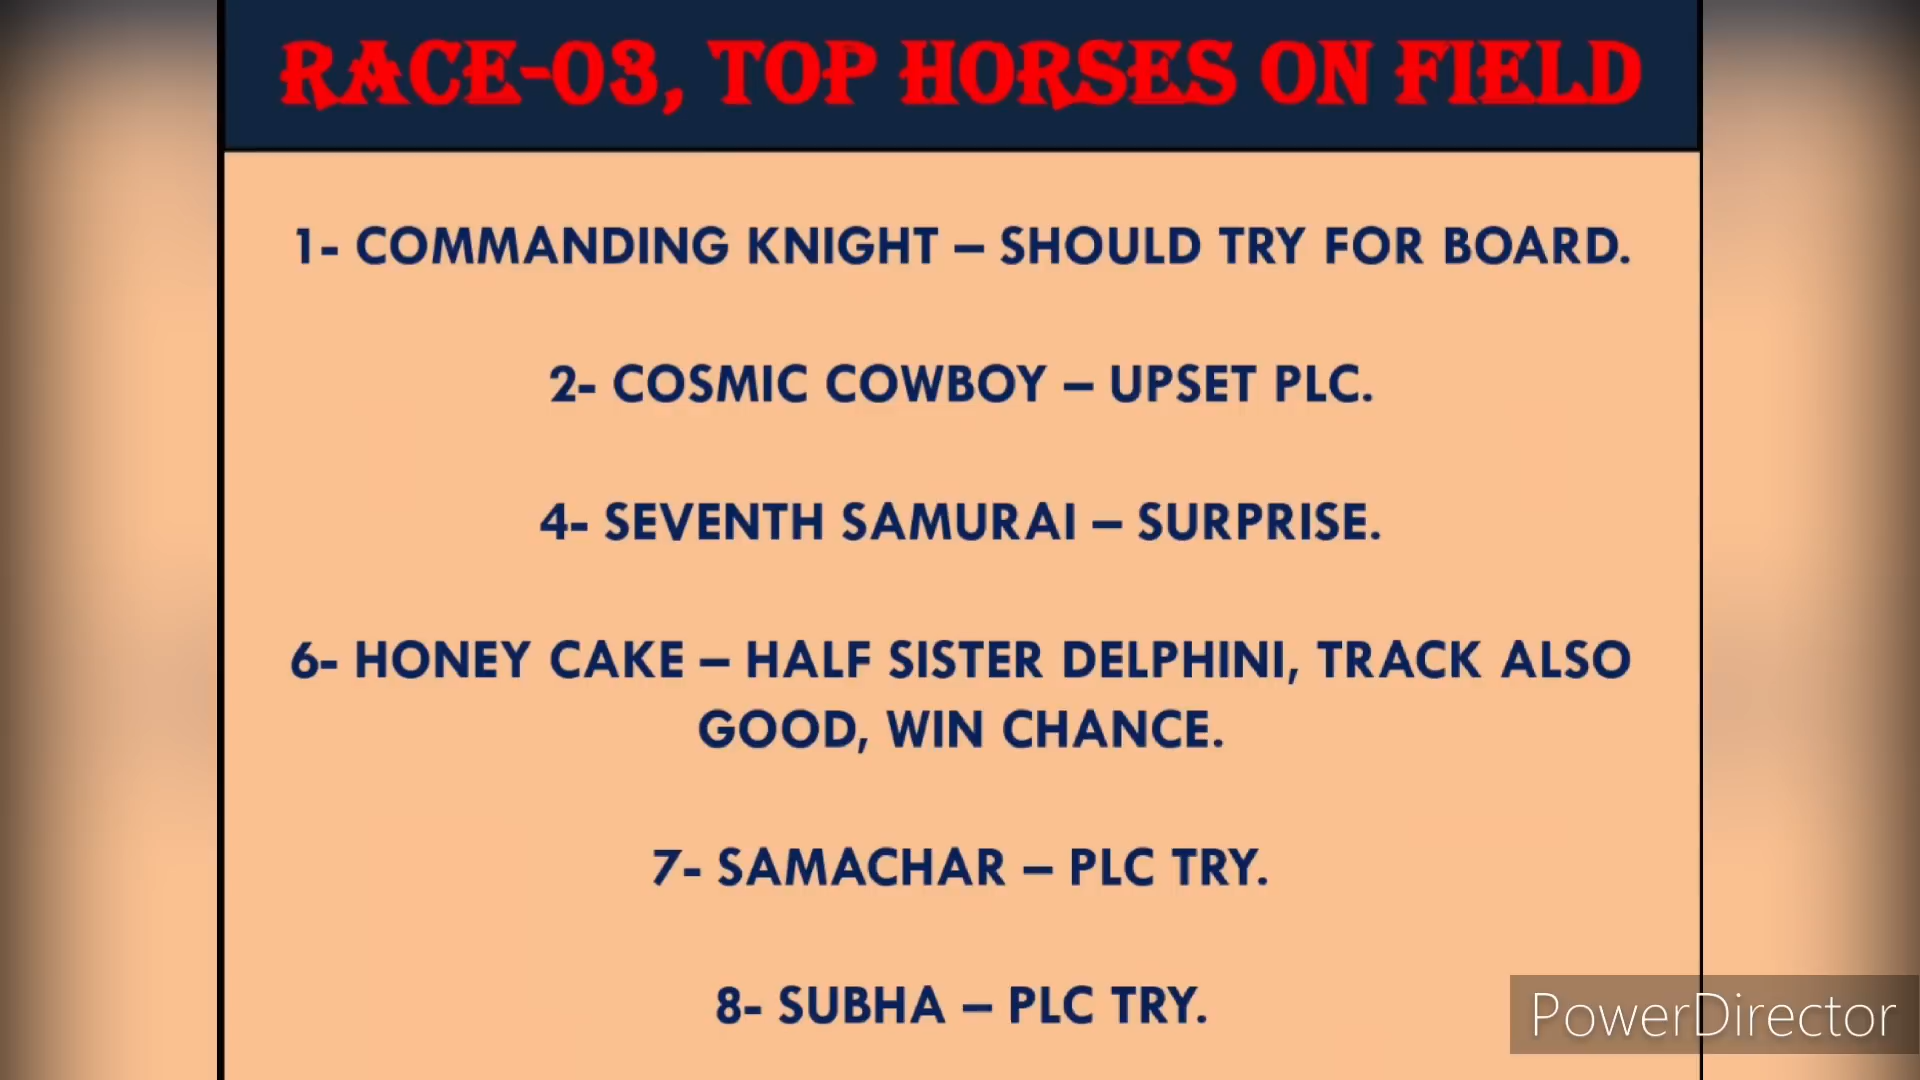 RACE-03, TOP HORSES ON FIELD
1- COMMANDING KNIGHT – SHOULD TRY FOR BOARD.
2- COSMIC COWBOY – UPSET PLC.
4- SEVENTH SAMURAI – SURPRISE.
6- HONEY CAKE – HALF SISTER DELPHINI, TRACK ALSO
GOOD, WIN CHANCE.
7- SAMACHAR – PLC TRY.
8- SUBHA – PLC TRY.
PowerDirector